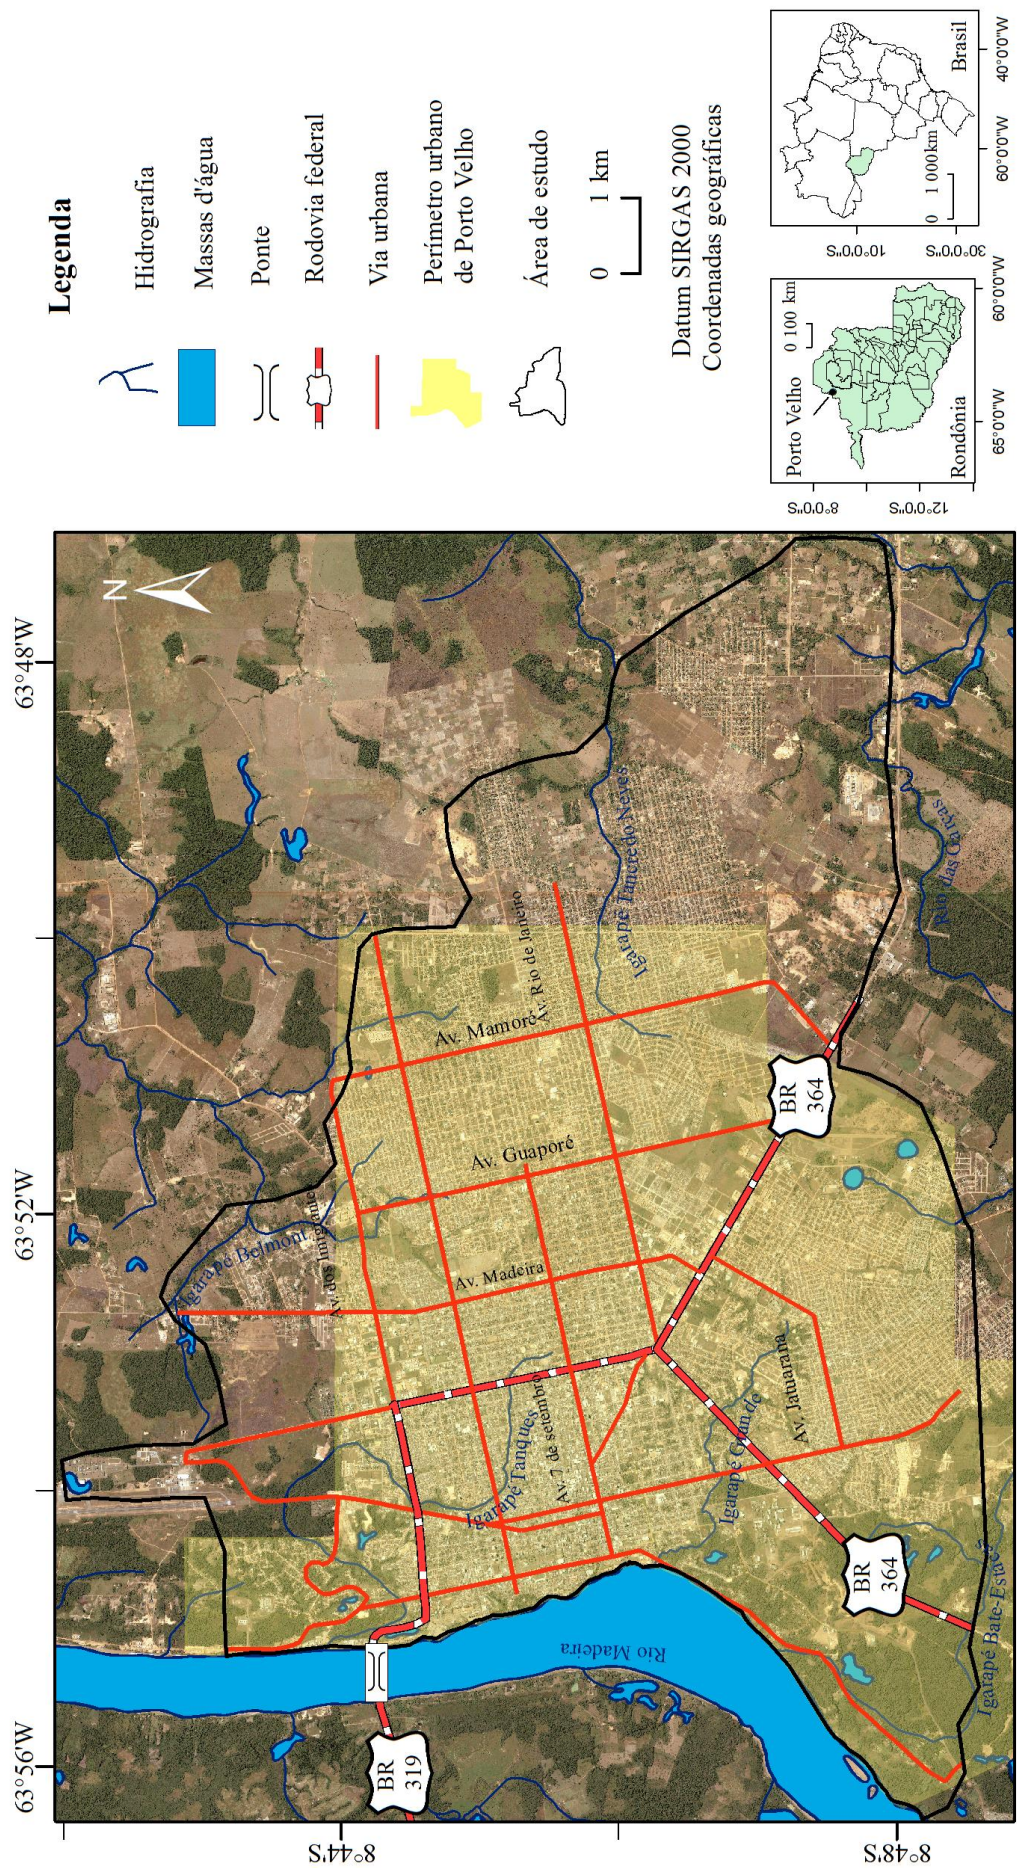 63°56'W
63°52'W
63°48'W
8°44'S
8°48'S
N
BR
319
BR
364
BR
364
Rio Madeira
Igarapé Belmont
Av. dos Imigrante
Av. Mamoré
Av. Rio de Janeiro
Av. Guaporé
Av. Madeira
Av. 7 de setembro
Igarapé Tanques
Igarapé Grande
Av. Jatuarana
Igarapé Tancredo Neves
Rio das Garças
Igarapé Bate-Estaca
Legenda
Hidrografia
Massas d'água
Ponte
Rodovia federal
Via urbana
Perímetro urbano
de Porto Velho
Área de estudo
0 1 km
Datum SIRGAS 2000
Coordenadas geográficas
Porto Velho
0 100 km
Rondônia
8°0'0"S
12°0'0"S
65°0'0"W
60°0'0"W
Brasil
0 1 000km
10°0'0"S
30°0'0"S
60°0'0"W
40°0'0"W